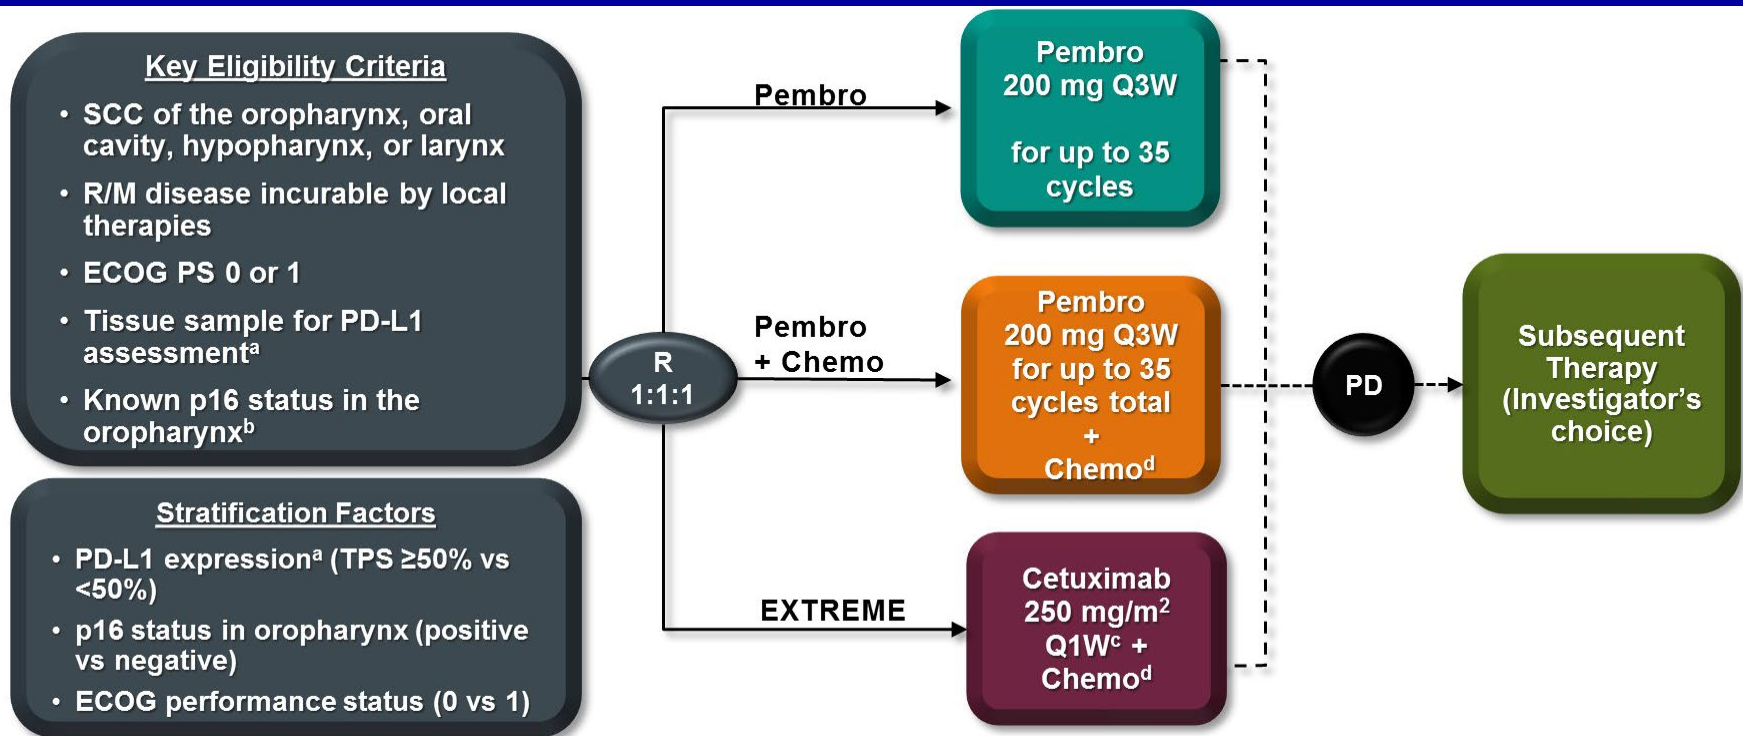 Key Eligibility Criteria
• SCC of the oropharynx, oral
cavity, hypopharynx, or larynx
• R/M disease incurable by local
therapies
• ECOG PS 0 or 1
• Tissue sample for PD-L1
assessmentᵃ
• Known p16 status in the
oropharynxᵇ
Stratification Factors
• PD-L1 expressionᵃ (TPS ≥50% vs
<50%)
• p16 status in oropharynx (positive
vs negative)
• ECOG performance status (0 vs 1)
R
1:1:1
Pembro
Pembro
200 mg Q3W
for up to 35
cycles
Pembro
+ Chemo
Pembro
200 mg Q3W
for up to 35
cycles total
+
Chemoᵈ
EXTREME
Cetuximab
250 mg/m²
Q1Wᶜ +
Chemoᵈ
PD
Subsequent
Therapy
(Investigator’s
choice)